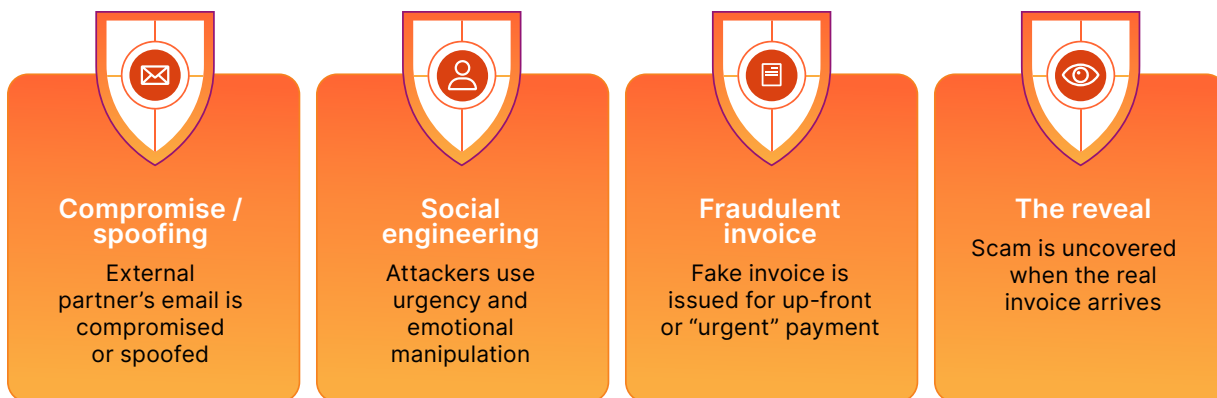 Compromise /
spoofing
External
partner’s email is
compromised
or spoofed
Social
engineering
Attackers use
urgency and
emotional
manipulation
Fraudulent
invoice
Fake invoice is
issued for up-front
or “urgent” payment
The reveal
Scam is uncovered
when the real
invoice arrives